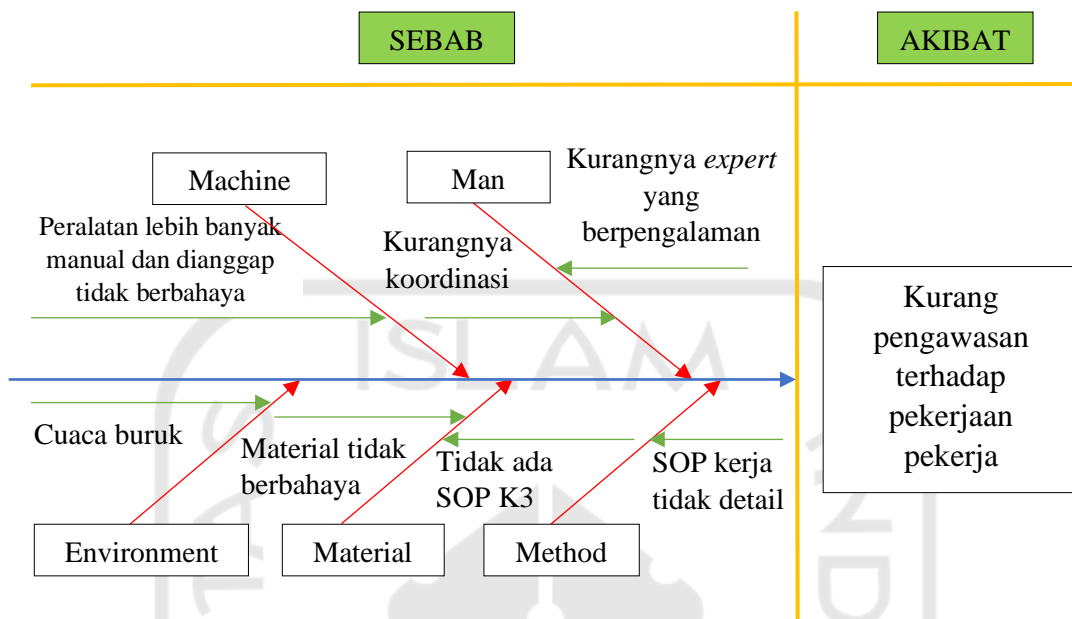 SEBAB
AKIBAT
Machine
Man
Kurangnya expert
yang
berpengalaman
Peralatan lebih banyak
manual dan dianggap
tidak berbahaya
Kurangnya
koordinasi
Kurang
pengawasan
terhadap
pekerjaan
pekerja
ISLAM
Cuaca buruk
Material tidak
berbahaya
Tidak ada
SOP K3
SOP kerja
tidak detail
Environment
Material
Method